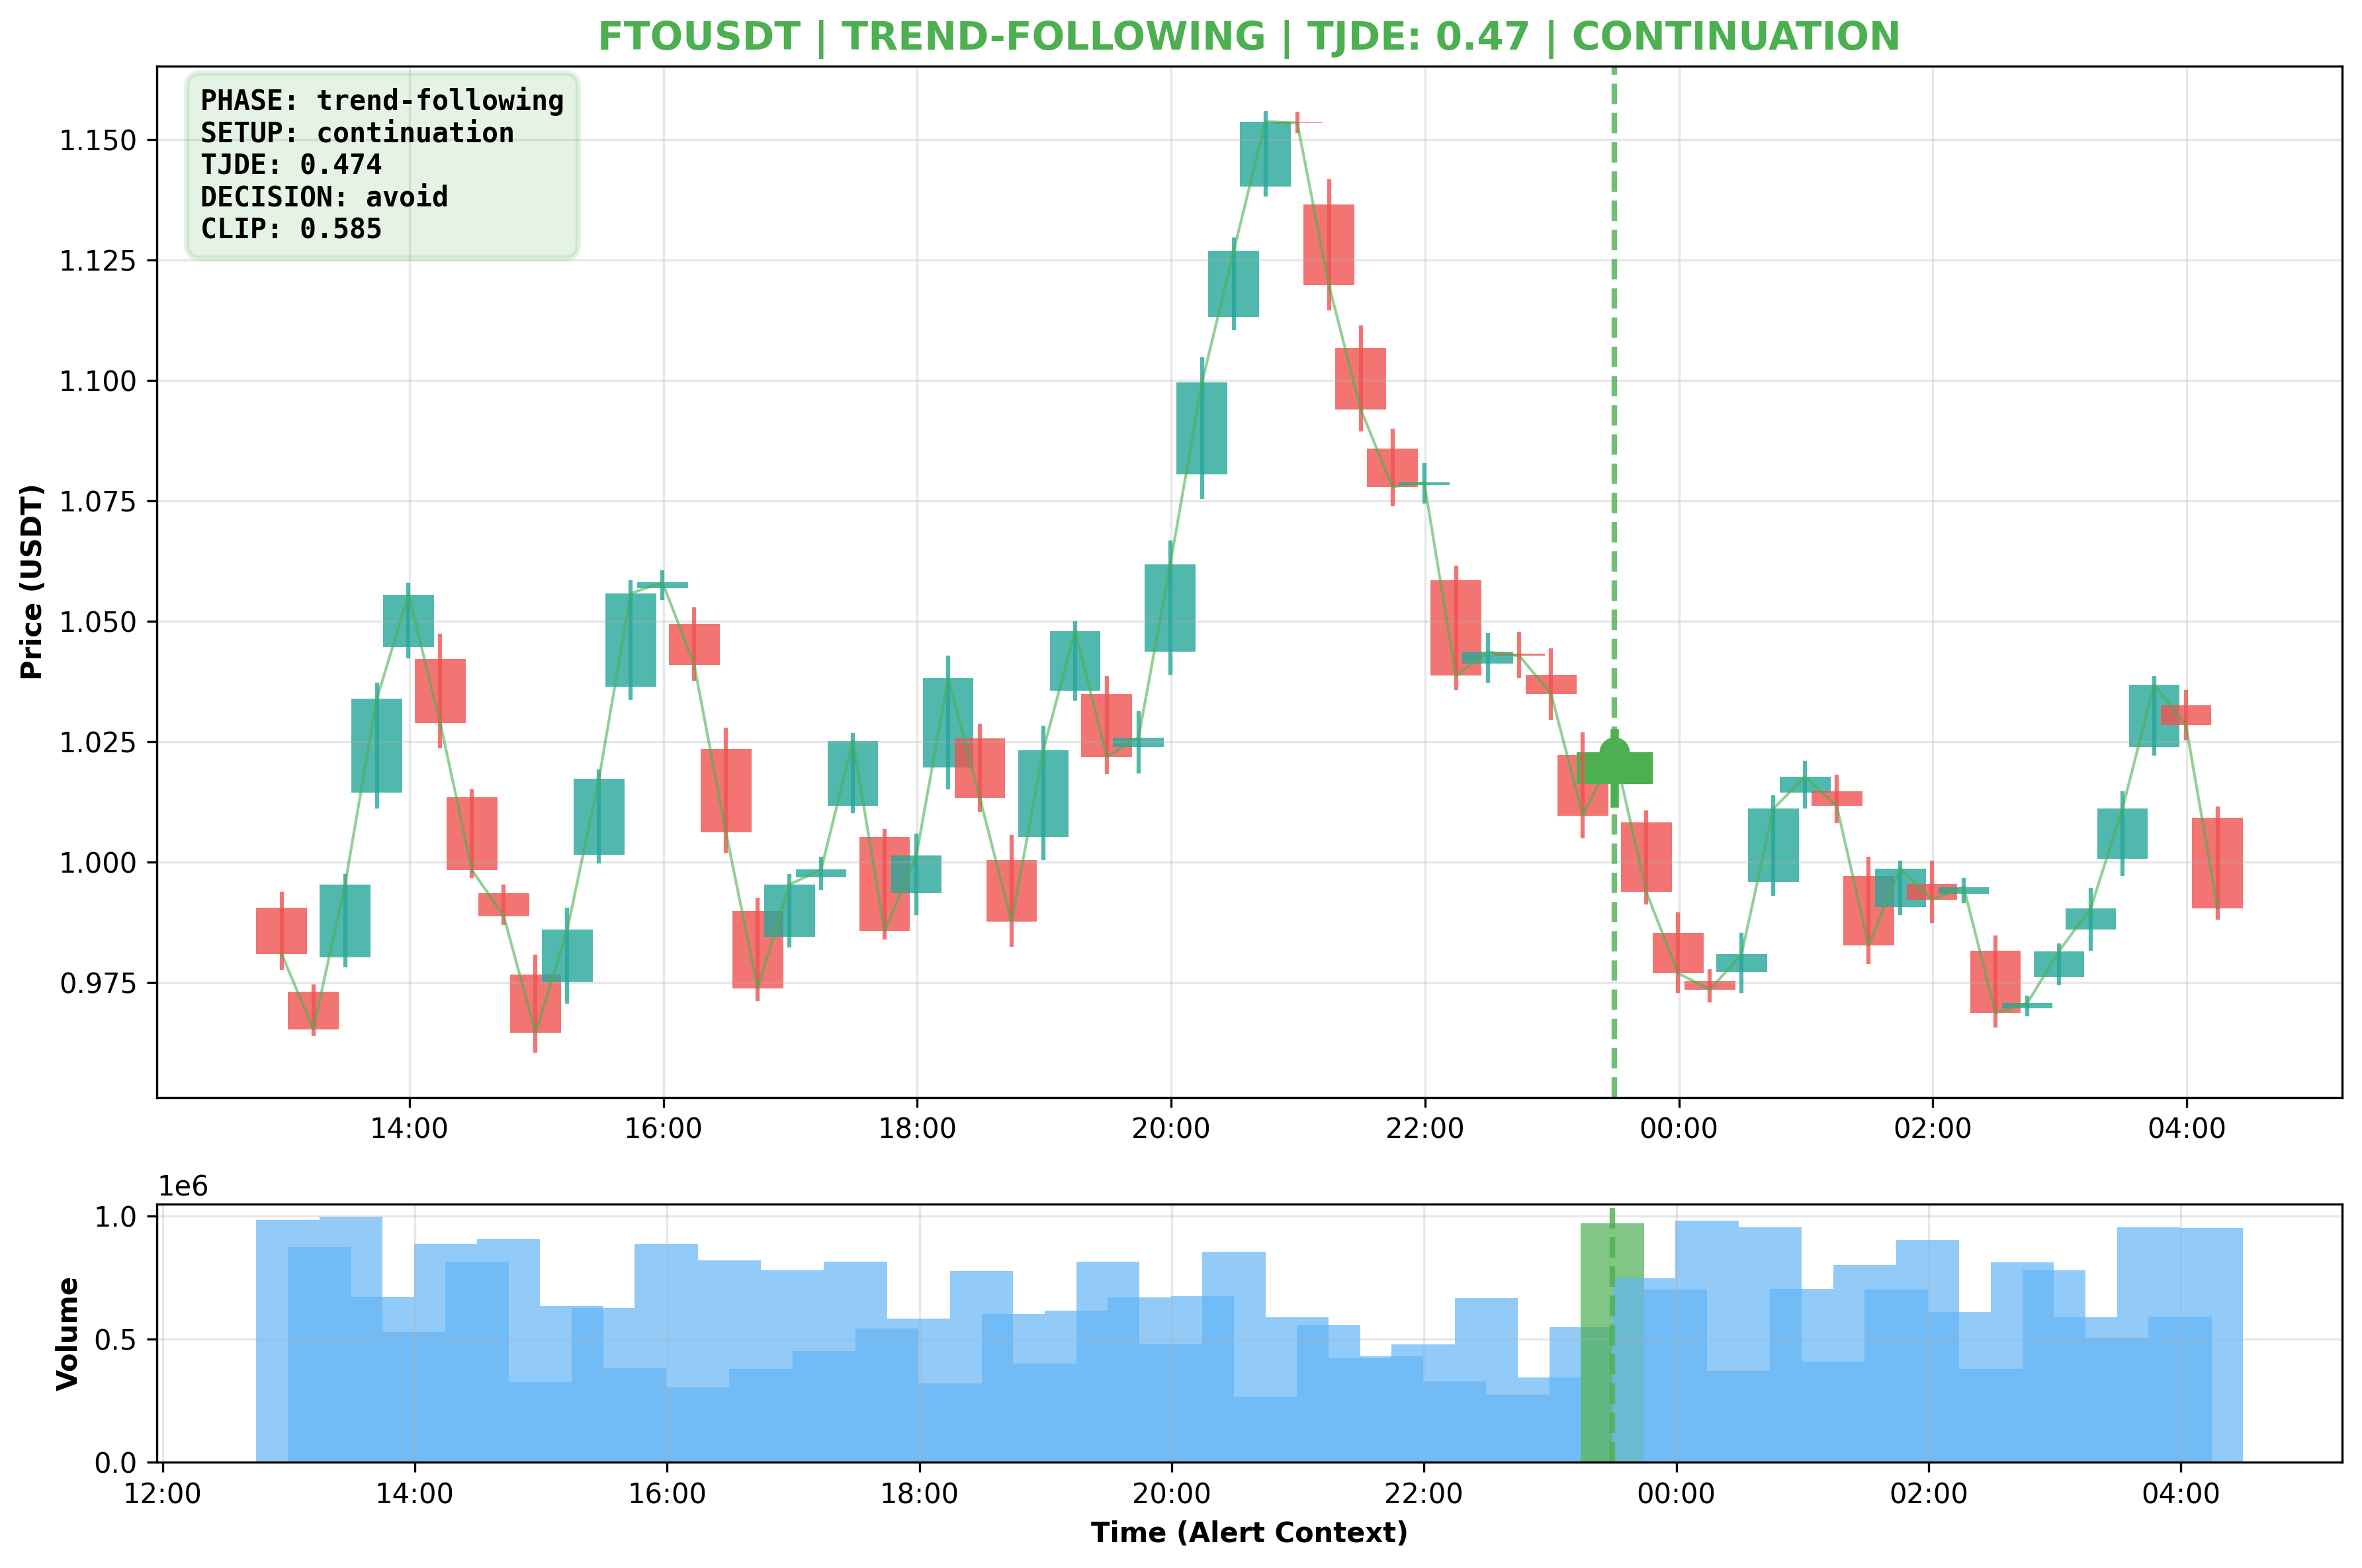 FTOUSDT | TREND-FOLLOWING | TJDE: 0.47 | CONTINUATION
PHASE: trend-following
SETUP: continuation
TJDE: 0.474
DECISION: avoid
CLIP: 0.585
Price (USDT)
1.150
1.125
1.100
1.075
1.050
1.025
1.000
0.975
14:00 16:00 18:00 20:00 22:00 00:00 02:00 04:00
1e6
Volume
1.0
0.5
0.0
12:00 14:00 16:00 18:00 20:00 22:00 00:00 02:00 04:00
Time (Alert Context)